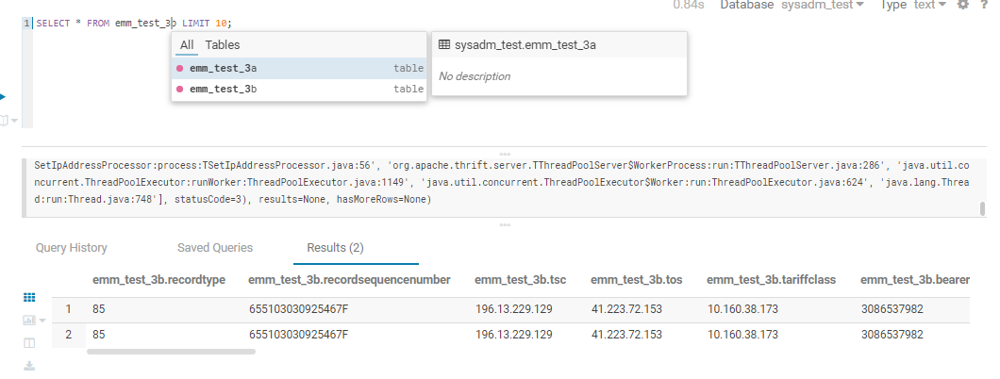 0.84s Database sysadm_test Type text ?
1 SELECT * FROM emm_test_3b LIMIT 10;
All Tables
emm_test_3a table
emm_test_3b table
sysadm_test.emm_test_3a
No description
SetIpAddressProcessor:process:TSetIpAddressProcessor.java:56', 'org.apache.thrift.server.TThreadPoolServer$WorkerProcess:run:TThreadPoolServer.java:286', 'java.util.co
ncurrent.ThreadPoolExecutor:runWorker:ThreadPoolExecutor.java:1149', 'java.util.concurrent.ThreadPoolExecutor$Worker:run:ThreadPoolExecutor.java:624', 'java.lang.Threa
d:run:Thread.java:748'], statusCode=3), results=None, hasMoreRows=None)
Query History Saved Queries Results (2)
emm_test_3b.recordtype emm_test_3b.recordsequencenumber emm_test_3b.tsc emm_test_3b.tos emm_test_3b.tariffclass emm_test_3b.bearer
1 85 655103030925467F 196.13.229.129 41.223.72.153 10.160.38.173 3086537982
2 85 655103030925467F 196.13.229.129 41.223.72.153 10.160.38.173 3086537982